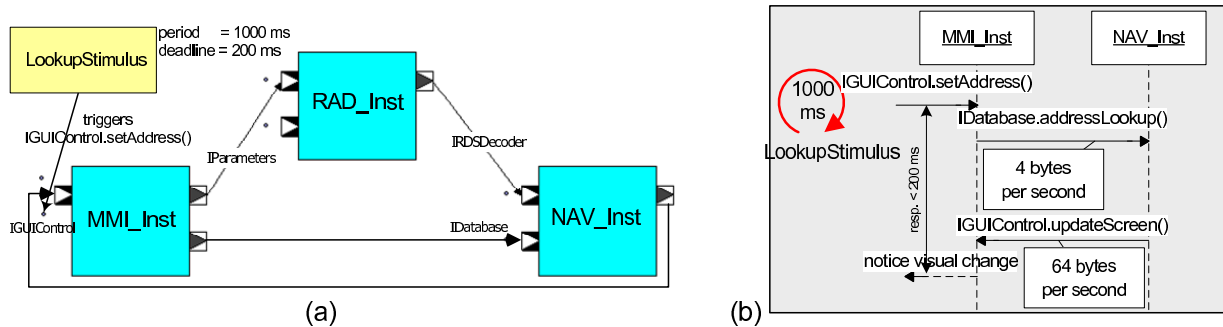 period = 1000 ms
deadline = 200 ms
LookupStimulus
RAD_Inst
triggers
IGUIControl.setAddress()
IParameters
IRDSDecoder
MMI_Inst
NAV_Inst
IGUIControl
IDatabase
(a)
MMI_Inst
NAV_Inst
IGUIControl.setAddress()
1000
ms
LookupStimulus
IDatabase.addressLookup()
resp. < 200 ms
4 bytes
per second
IGUIControl.updateScreen()
notice visual change
64 bytes
per second
(b)